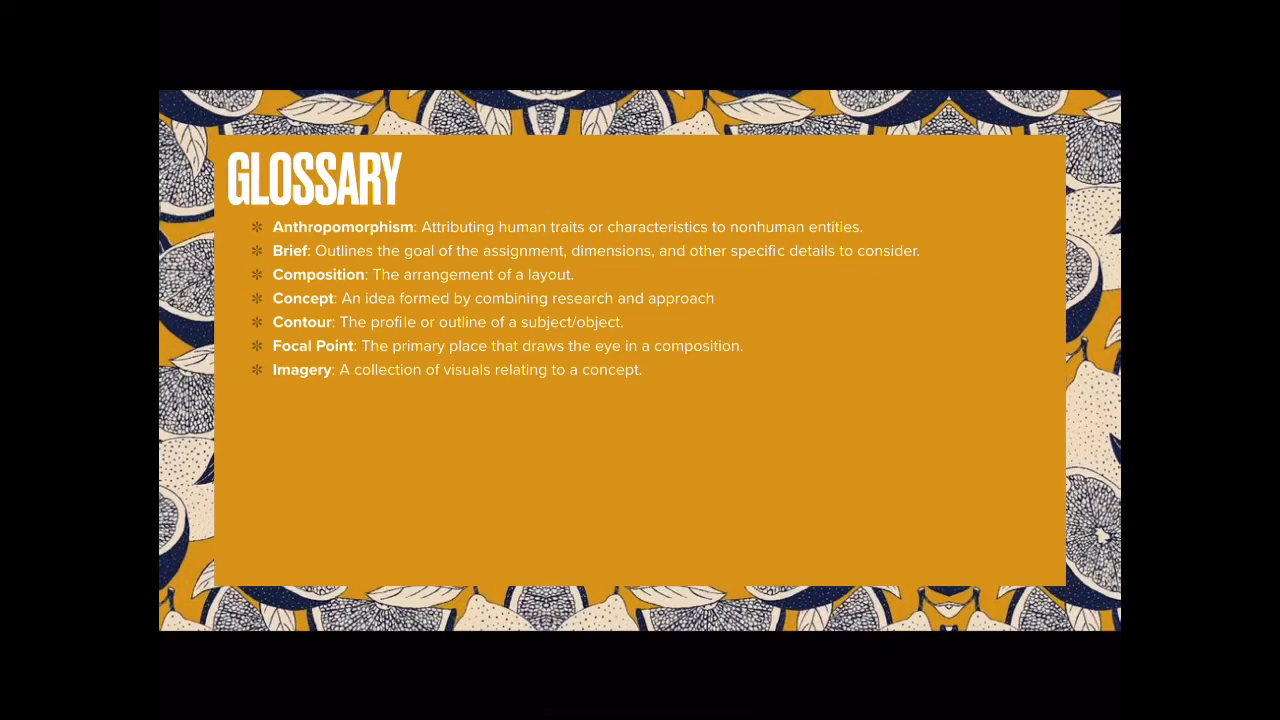 GLOSSARY
Anthropomorphism: Attributing human traits or characteristics to nonhuman entities.
Brief: Outlines the goal of the assignment, dimensions, and other specific details to consider.
Composition: The arrangement of a layout.
Concept: An idea formed by combining research and approach
Contour: The profile or outline of a subject/object.
Focal Point: The primary place that draws the eye in a composition.
Imagery: A collection of visuals relating to a concept.